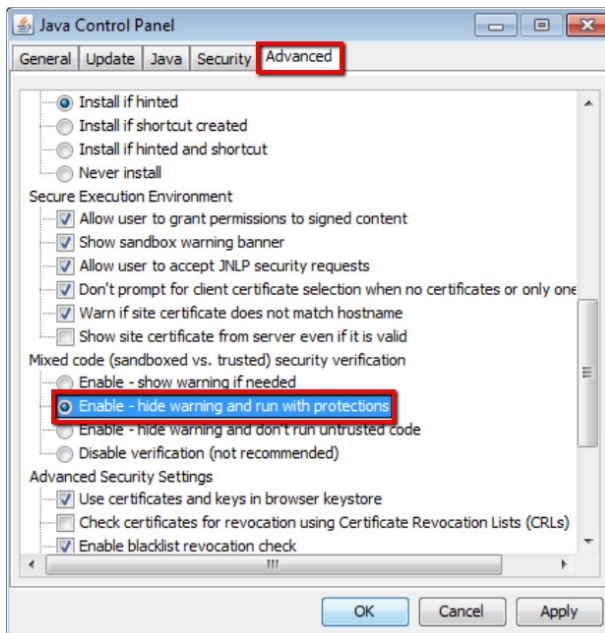 Java Control Panel
General Update Java Security Advanced
Install if hinted
Install if shortcut created
Install if hinted and shortcut
Never install
Secure Execution Environment
Allow user to grant permissions to signed content
Show sandbox warning banner
Allow user to accept JNLP security requests
Don't prompt for client certificate selection when no certificates or only one
Warn if site certificate does not match hostname
Show site certificate from server even if it is valid
Mixed code (sandboxed vs. trusted) security verification
Enable - show warning if needed
Enable - hide warning and run with protections
Enable - hide warning and don't run untrusted code
Disable verification (not recommended)
Advanced Security Settings
Use certificates and keys in browser keystore
Check certificates for revocation using Certificate Revocation Lists (CRLs)
Enable blacklist revocation check
OK Cancel Apply